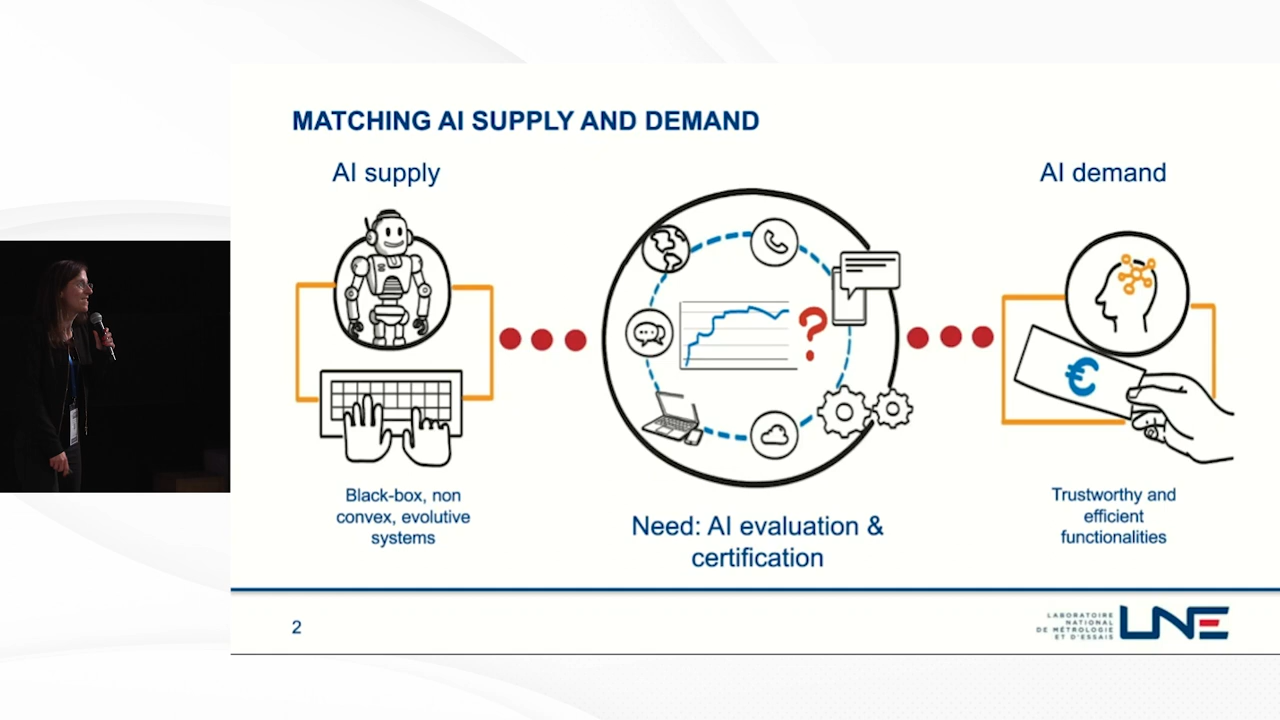 MATCHING AI SUPPLY AND DEMAND
AI supply
AI demand
?
€
Black-box, non
convex, evolutive
systems
Need: AI evaluation &
certification
Trustworthy and
efficient
functionalities
2
LABORATOIRE
NATIONAL
DE MÉTROLOGIE
ET D'ESSAIS
LNE